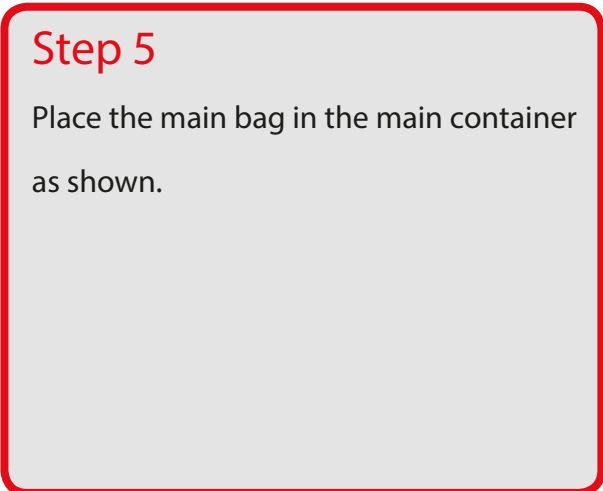 Step 5
Place the main bag in the main container
as shown.